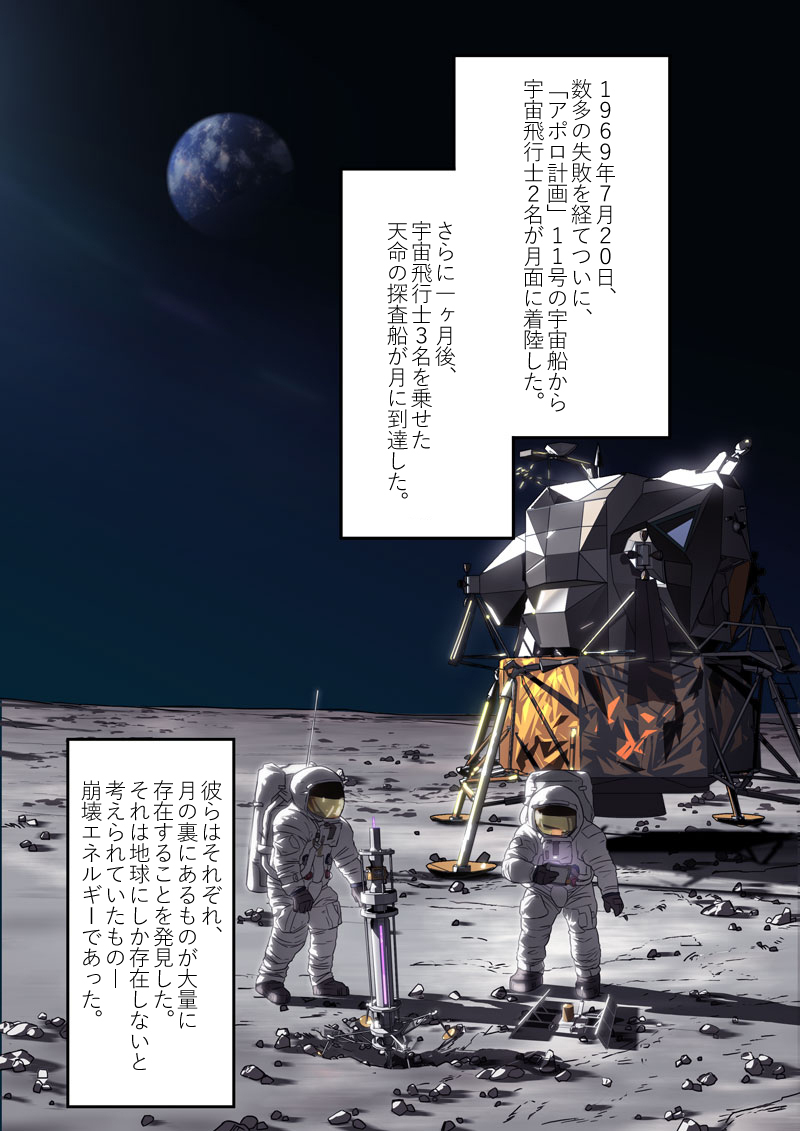 1969年7月20日、
数多の失敗を経てついに、
「アポロ計画」11号の宇宙船から
宇宙飛行士2名が月面に着陸した。
さらに一ヶ月後、
宇宙飛行士3名を乗せた
天命の探査船が月に到達した。
彼らはそれぞれ、
月の裏にあるものが大量に
存在することを発見した。
それは地球にしか存在しないと
考えられていたもの―
崩壊エネルギーであった。